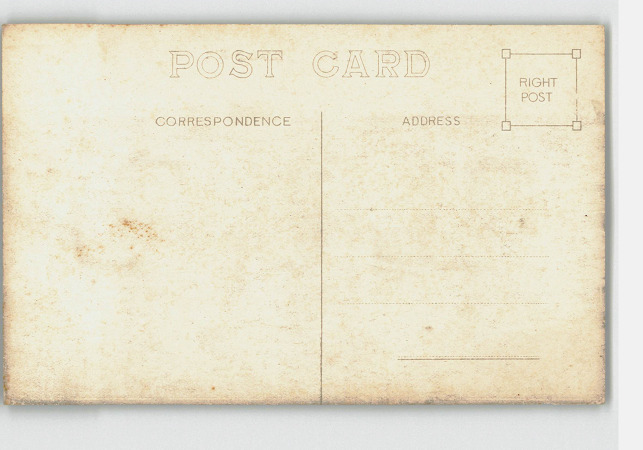 POST CARD
RIGHT
POST
CORRESPONDENCE
ADDRESS